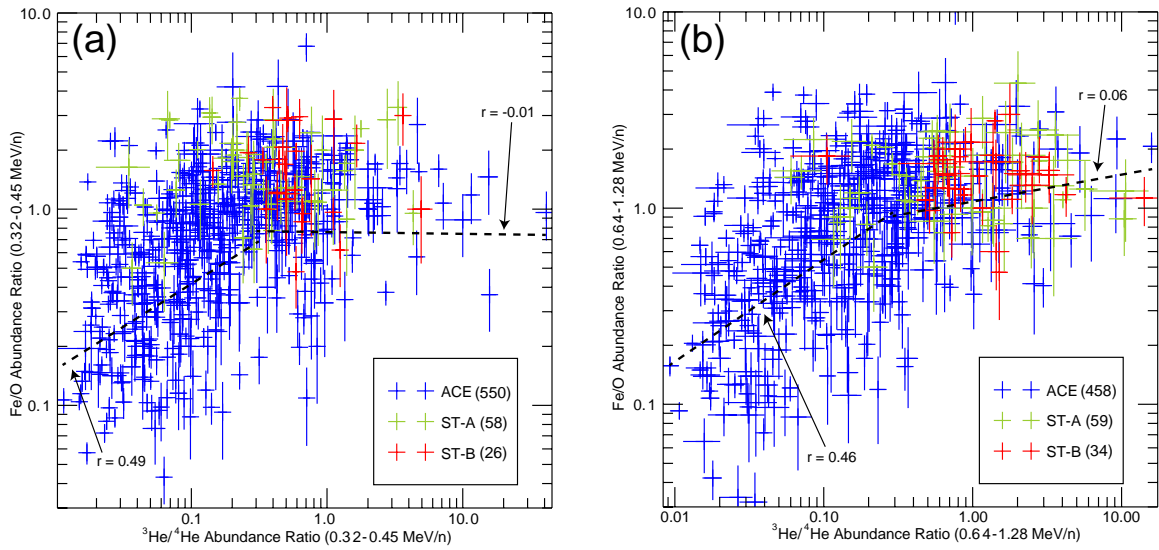 (a)
10.0
1.0
0.1
Fe/O Abundance Ratio (0.32-0.45 MeV/n)
r = -0.01
r = 0.49
ACE (550)
ST-A (58)
ST-B (26)
0.1 1.0 10.0
³He/⁴He Abundance Ratio (0.32-0.45 MeV/n)
(b)
10.0
1.0
0.1
Fe/O Abundance Ratio (0.64-1.28 MeV/n)
r = 0.06
r = 0.46
ACE (458)
ST-A (59)
ST-B (34)
0.01 0.10 1.00 10.00
³He/⁴He Abundance Ratio (0.64-1.28 MeV/n)